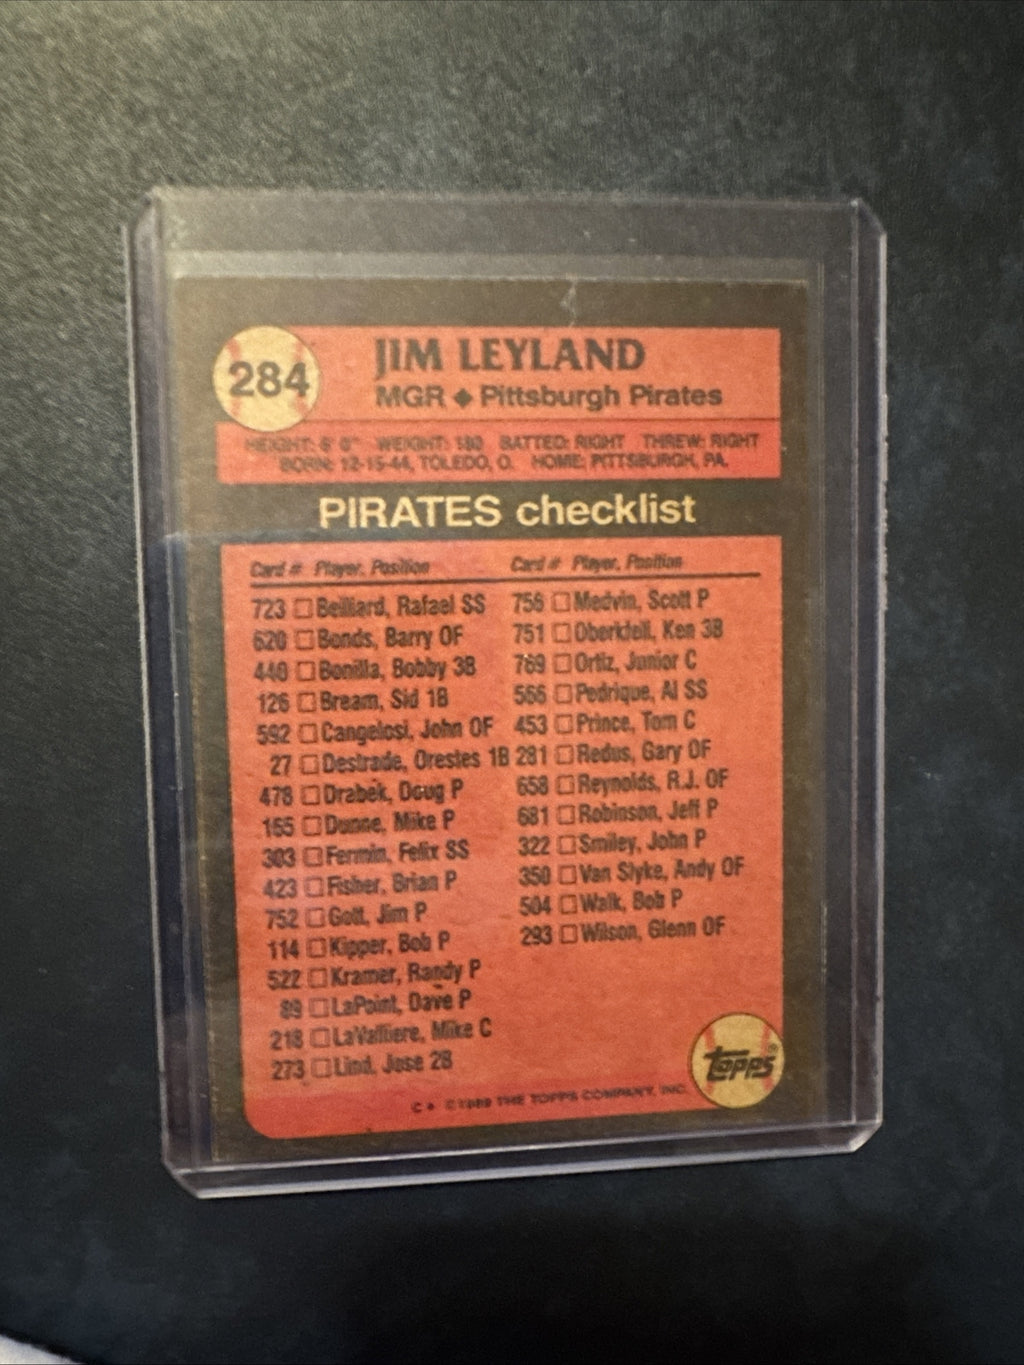 284
JIM LEYLAND
MGR ◆ Pittsburgh Pirates
HEIGHT: 6' 0" WEIGHT: 180 BATTED: RIGHT THREW: RIGHT
BORN: 12-15-44, TOLEDO, O. HOME: PITTSBURGH, PA.
PIRATES checklist
Card # Player, Position
723 □ Belliard, Rafael SS
620 □ Bonds, Barry OF
440 □ Bonilla, Bobby 3B
126 □ Bream, Sid 1B
592 □ Cangelosi, John OF
27 □ Destrade, Orestes 1B
478 □ Drabek, Doug P
165 □ Dunne, Mike P
303 □ Fermin, Felix SS
423 □ Fisher, Brian P
752 □ Gott, Jim P
114 □ Kipper, Bob P
522 □ Kramer, Randy P
89 □ LaPoint, Dave P
218 □ LaValliere, Mike C
273 □ Lind, Jose 2B
Card # Player, Position
756 □ Medvin, Scott P
751 □ Oberkfell, Ken 3B
769 □ Ortiz, Junior C
566 □ Pedrique, Al SS
453 □ Prince, Tom C
281 □ Redus, Gary OF
658 □ Reynolds, R.J. OF
681 □ Robinson, Jeff P
322 □ Smiley, John P
350 □ Van Slyke, Andy OF
504 □ Walk, Bob P
293 □ Wilson, Glenn OF
Topps®
C * ©1989 THE TOPPS COMPANY, INC.